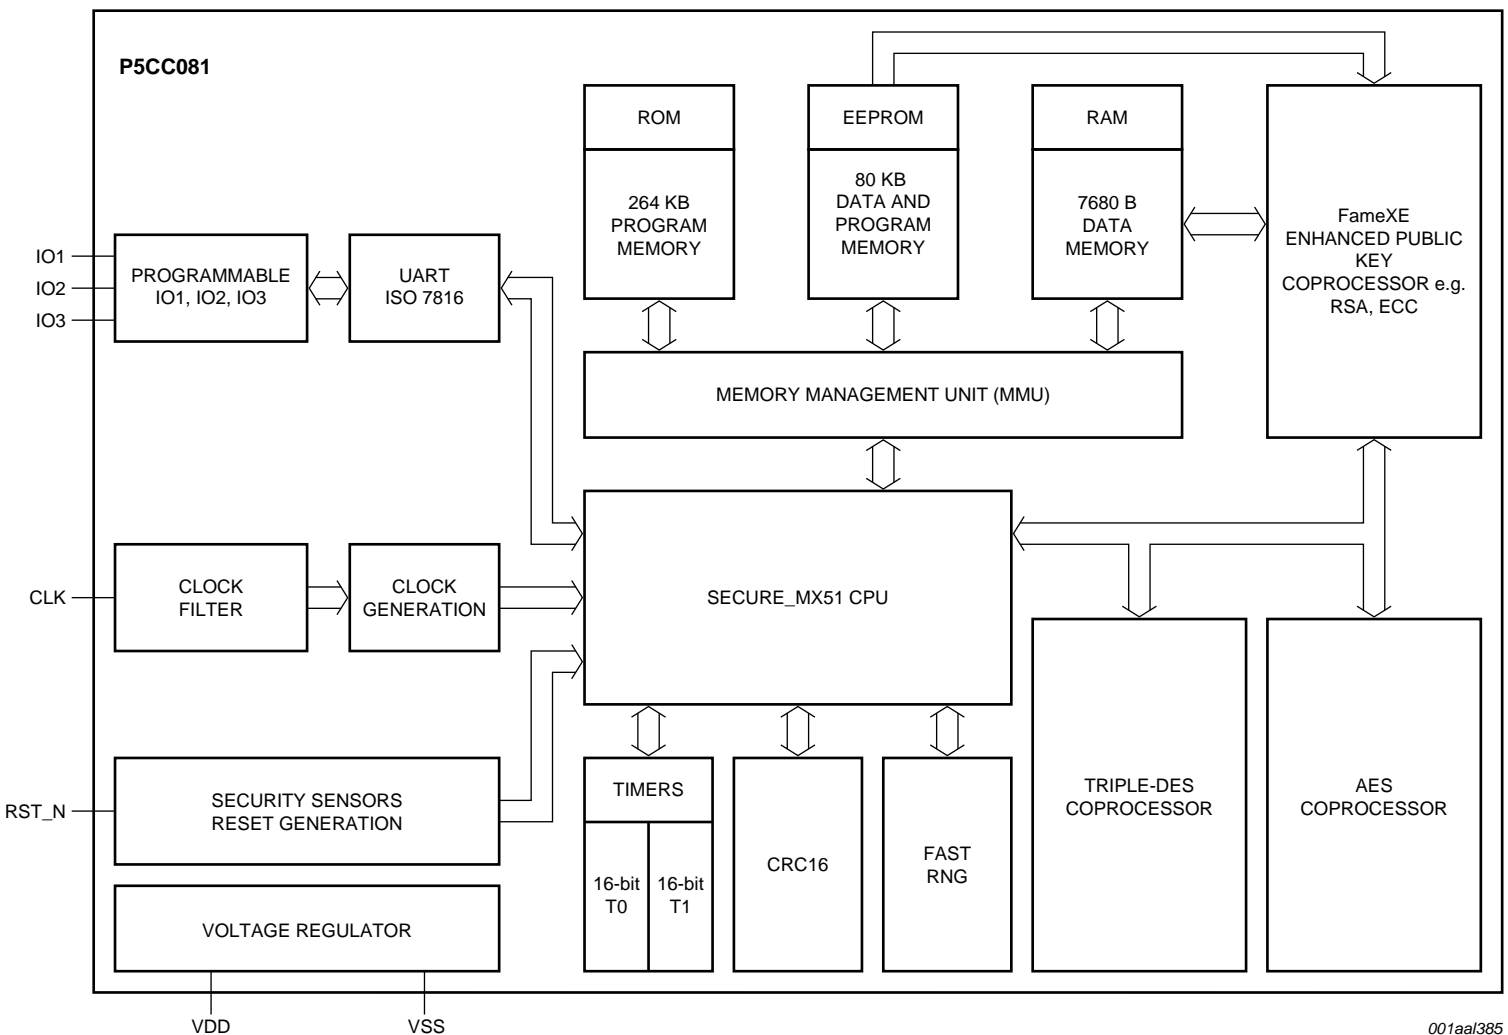 P5CC081
ROM
EEPROM
RAM
264 KB
PROGRAM
MEMORY
80 KB
DATA AND
PROGRAM
MEMORY
7680 B
DATA
MEMORY
FameXE
ENHANCED PUBLIC
KEY
COPROCESSOR e.g.
RSA, ECC
IO1
IO2
IO3
PROGRAMMABLE
IO1, IO2, IO3
UART
ISO 7816
MEMORY MANAGEMENT UNIT (MMU)
CLK
CLOCK
FILTER
CLOCK
GENERATION
SECURE_MX51 CPU
RST_N
SECURITY SENSORS
RESET GENERATION
TIMERS
16-bit
T0
16-bit
T1
CRC16
FAST
RNG
TRIPLE-DES
COPROCESSOR
AES
COPROCESSOR
VOLTAGE REGULATOR
VDD
VSS
001aal385